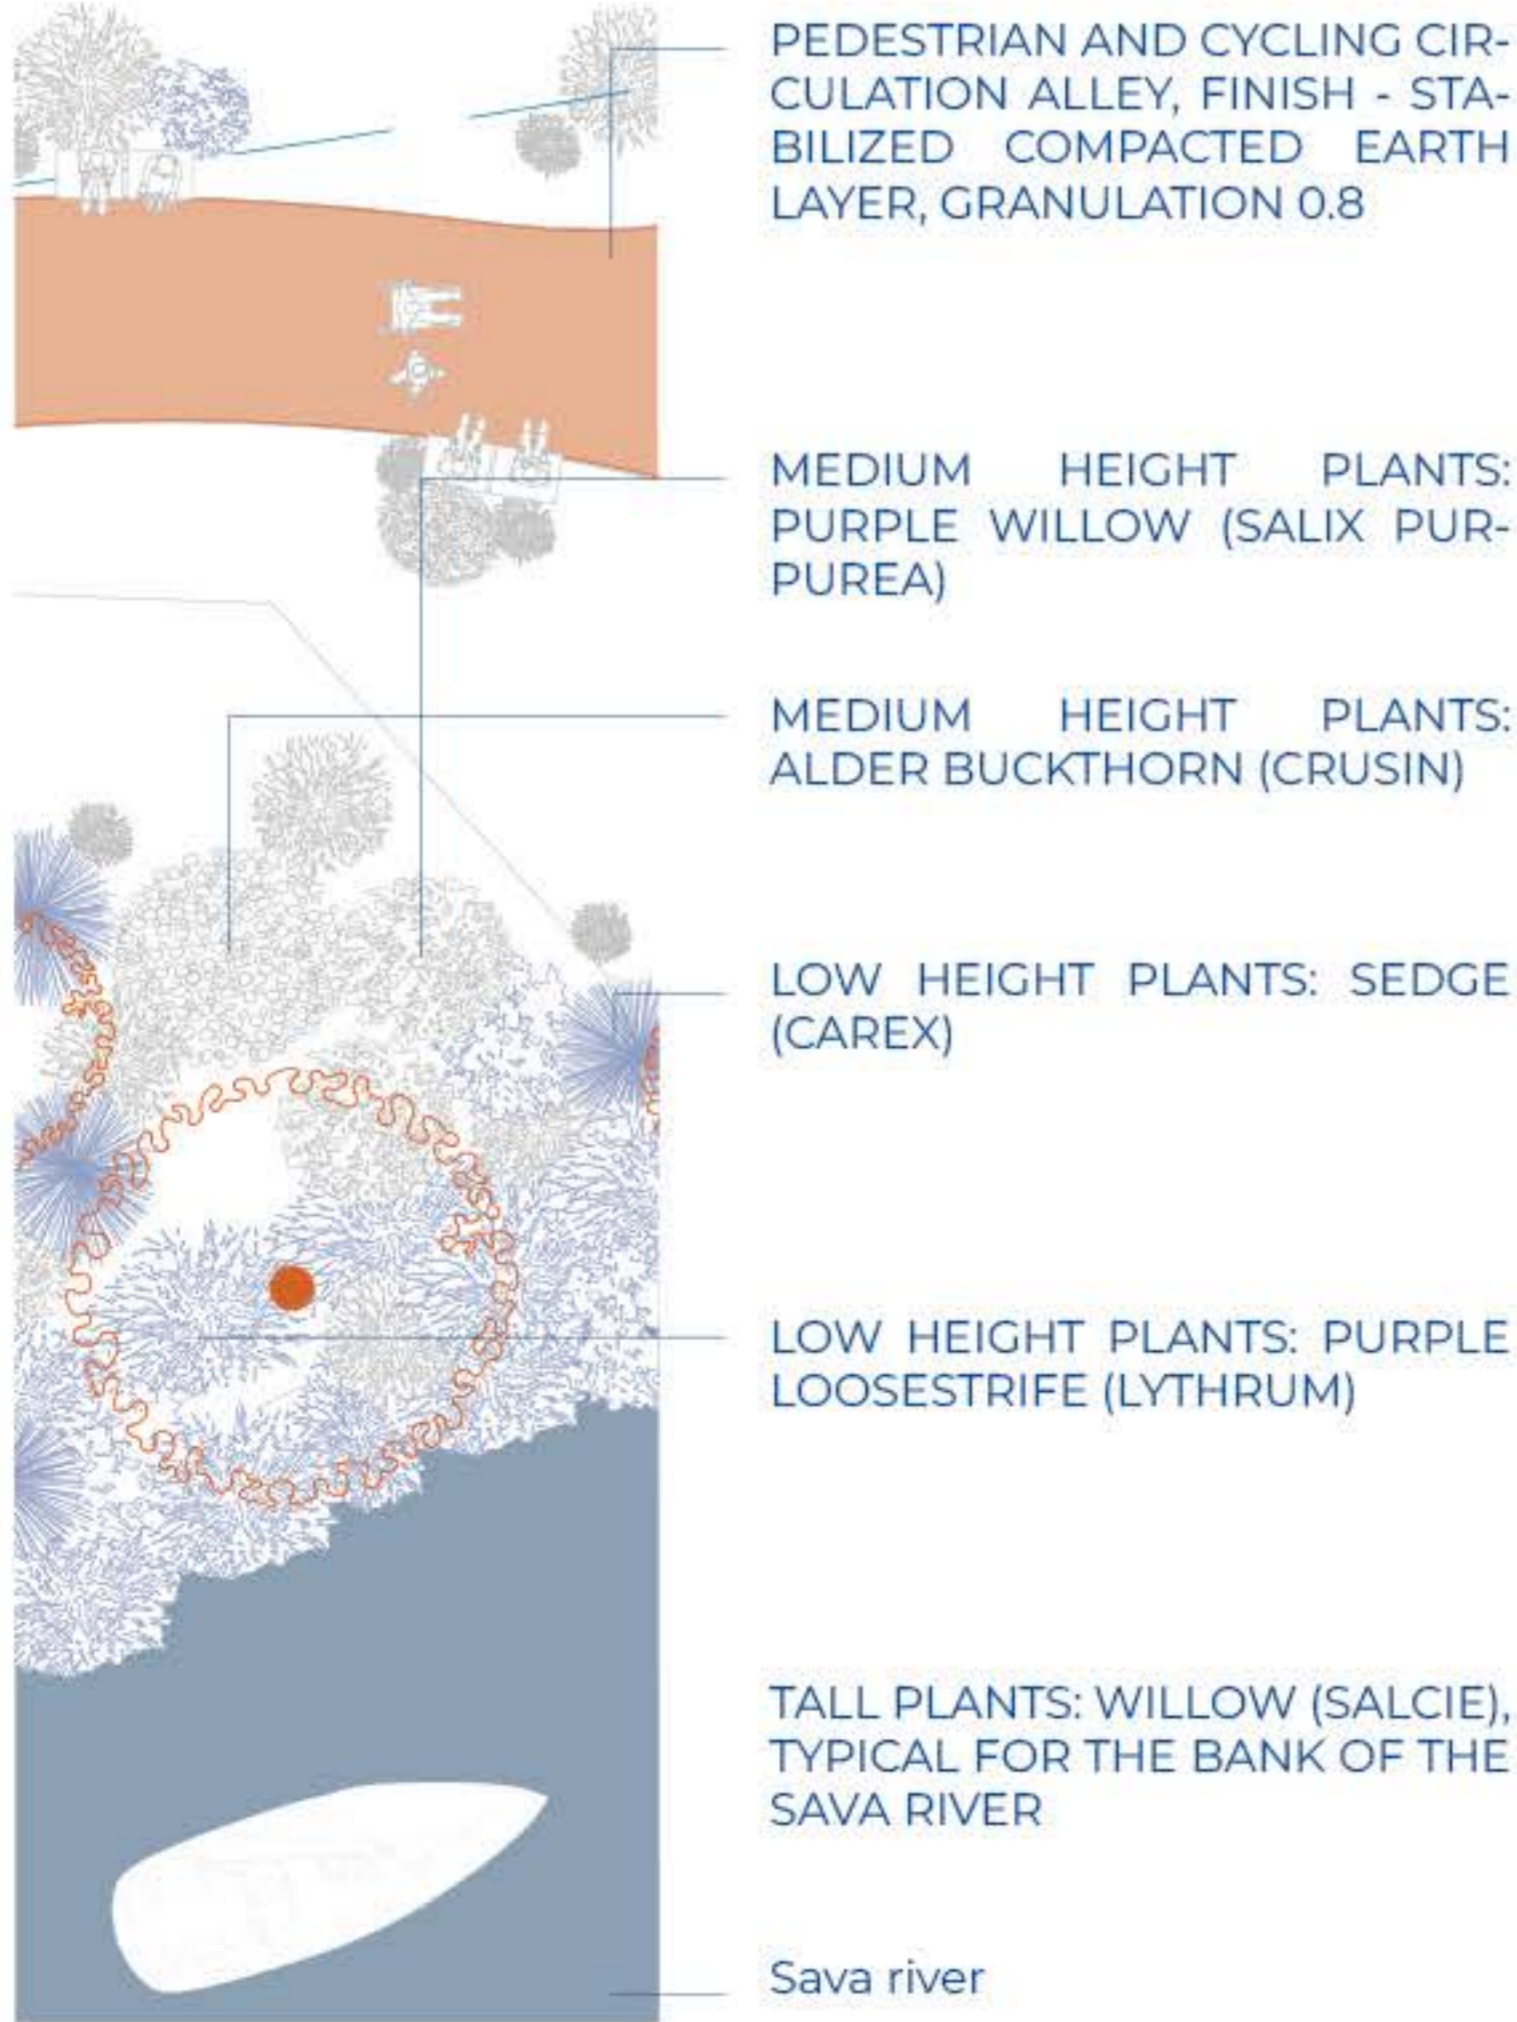 PEDESTRIAN AND CYCLING CIR-
CULATION ALLEY, FINISH - STA-
BILIZED COMPACTED EARTH
LAYER, GRANULATION 0.8
MEDIUM HEIGHT PLANTS:
PURPLE WILLOW (SALIX PUR-
PUREA)
MEDIUM HEIGHT PLANTS:
ALDER BUCKTHORN (CRUSIN)
LOW HEIGHT PLANTS: SEDGE
(CAREX)
LOW HEIGHT PLANTS: PURPLE
LOOSESTRIFE (LYTHRUM)
TALL PLANTS: WILLOW (SALCIE),
TYPICAL FOR THE BANK OF THE
SAVA RIVER
Sava river